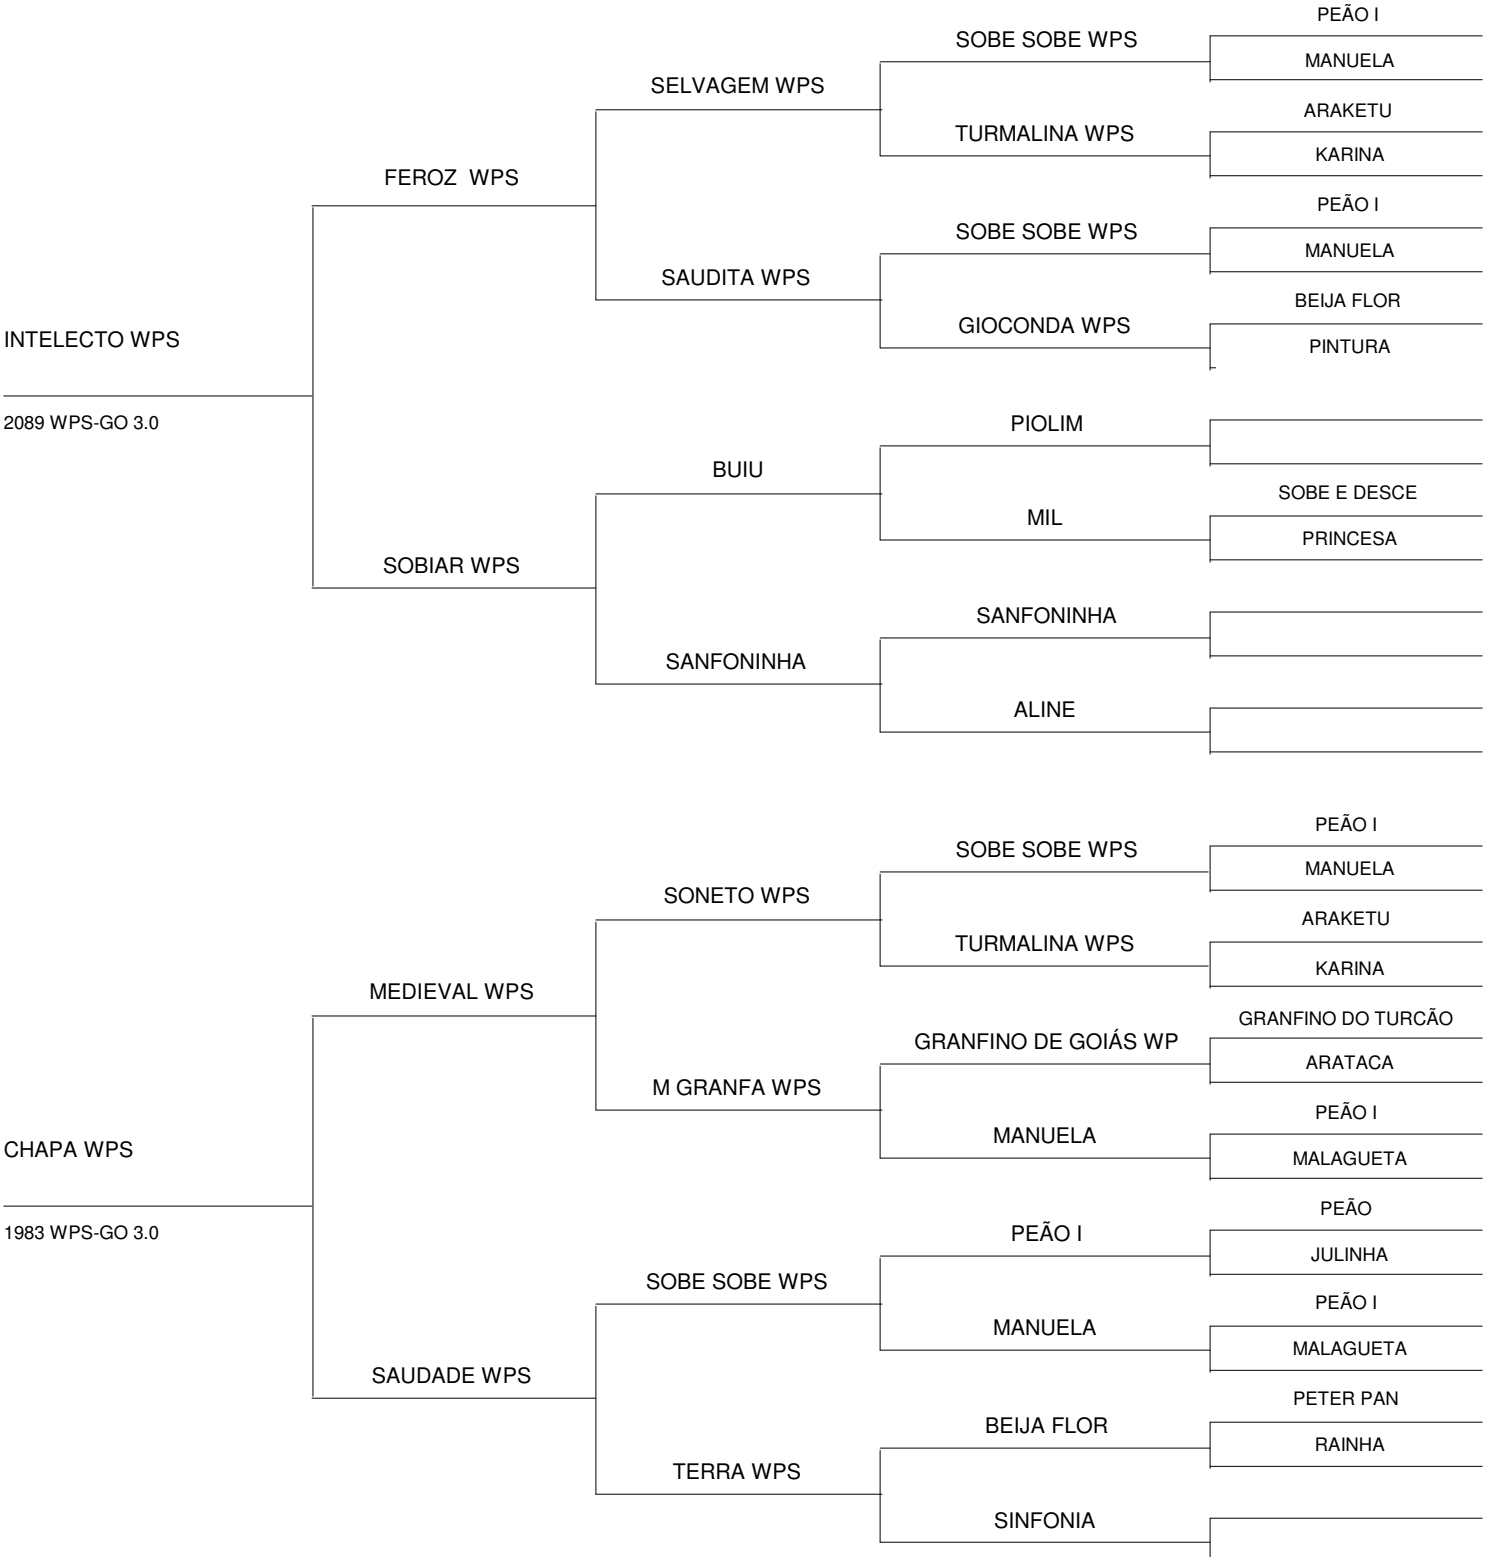 PEÃO I
SOBE SOBE WPS
MANUELA
SELVAGEM WPS
ARAKETU
TURMALINA WPS
KARINA
FEROZ  WPS
PEÃO I
SOBE SOBE WPS
MANUELA
SAUDITA WPS
BEIJA FLOR
GIOCONDA WPS
INTELECTO WPS
PINTURA
2089 WPS-GO 3.0
PIOLIM
BUIU
SOBE E DESCE
MIL
PRINCESA
SOBIAR WPS
SANFONINHA
SANFONINHA
ALINE
PEÃO I
SOBE SOBE WPS
MANUELA
SONETO WPS
ARAKETU
TURMALINA WPS
KARINA
MEDIEVAL WPS
GRANFINO DO TURCÃO
GRANFINO DE GOIÁS WP
ARATACA
M GRANFA WPS
PEÃO I
MANUELA
CHAPA WPS
MALAGUETA
PEÃO
1983 WPS-GO 3.0
PEÃO I
JULINHA
SOBE SOBE WPS
PEÃO I
MANUELA
MALAGUETA
SAUDADE WPS
PETER PAN
BEIJA FLOR
RAINHA
TERRA WPS
SINFONIA